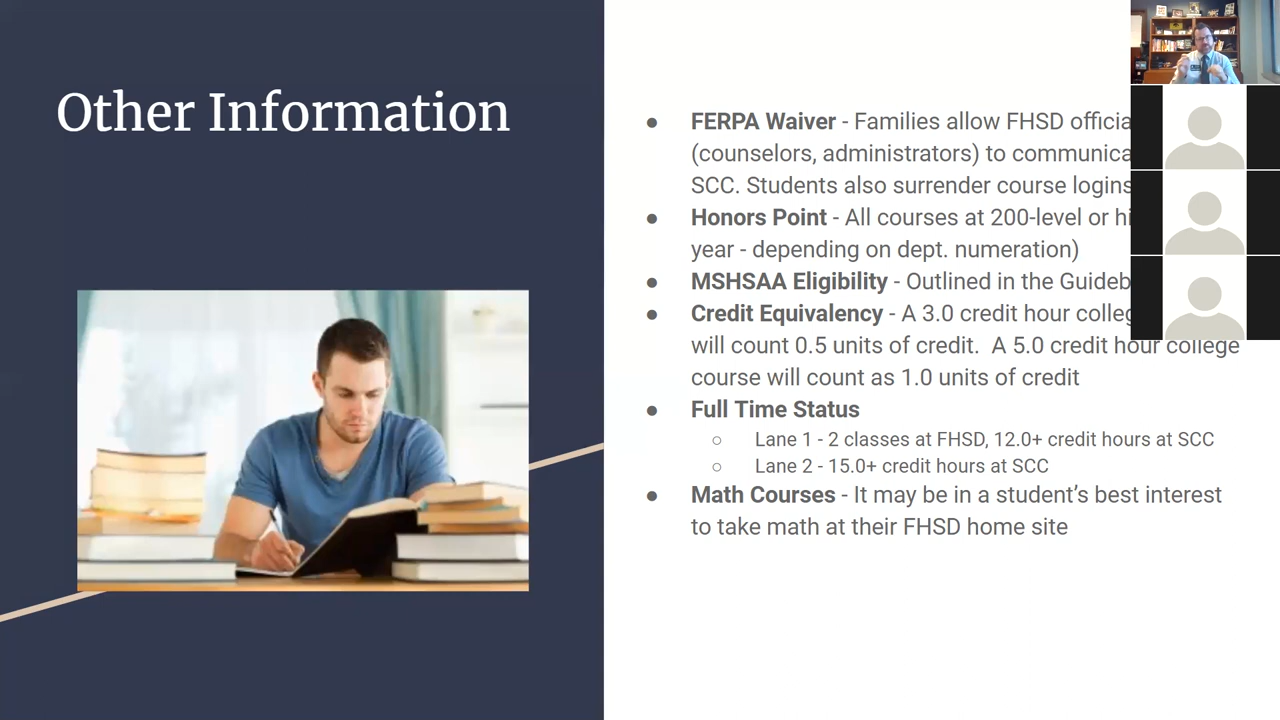 Other Information
● FERPA Waiver - Families allow FHSD
(counselors, administrators) to
SCC. Students also surrender course logins
● Honors Point - All courses at 200-level or
year - depending on dept. numeration)
● MSHSAA Eligibility - Outlined in the
● Credit Equivalency - A 3.0 credit hour
will count 0.5 units of credit. A 5.0 credit hour college
course will count as 1.0 units of credit
● Full Time Status
○ Lane 1 - 2 classes at FHSD, 12.0+ credit hours at SCC
○ Lane 2 - 15.0+ credit hours at SCC
● Math Courses - It may be in a student’s best interest
to take math at their FHSD home site